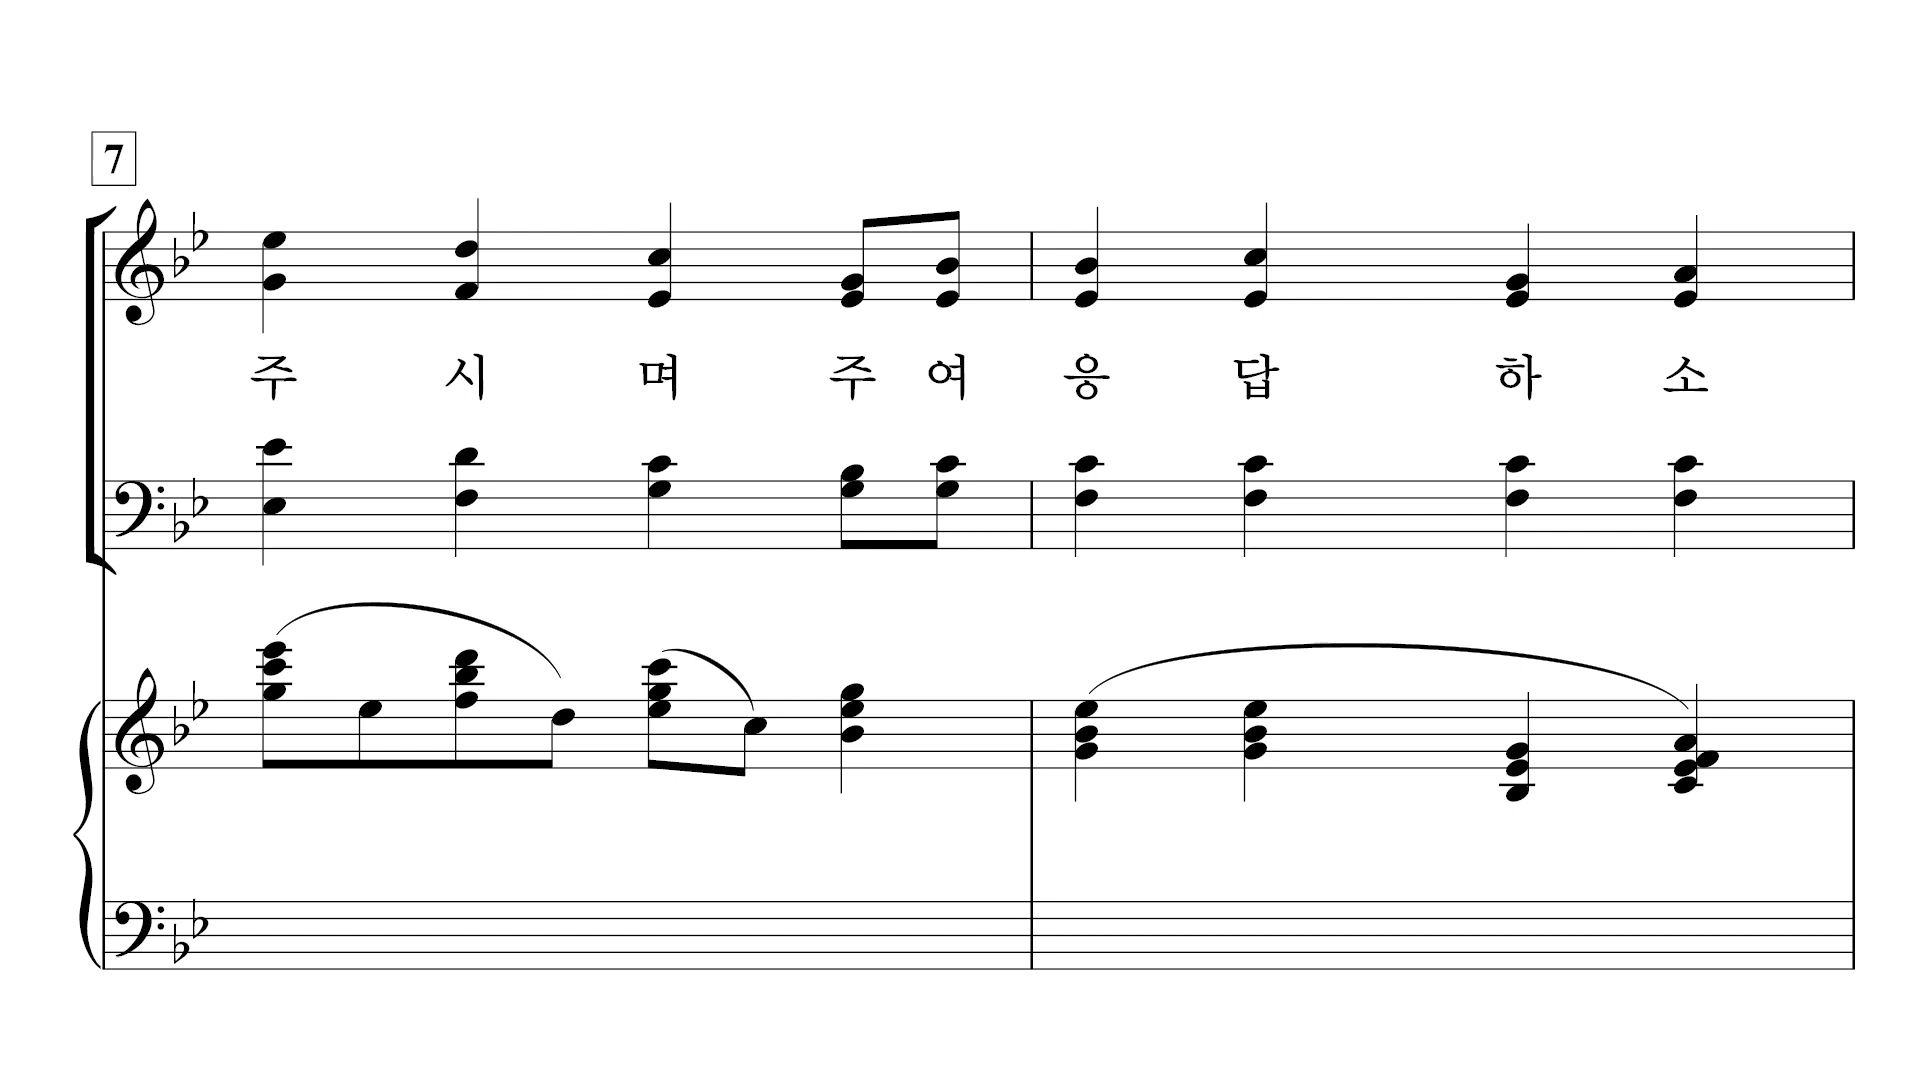 7
주 시 며 주 여 응 답 하 소